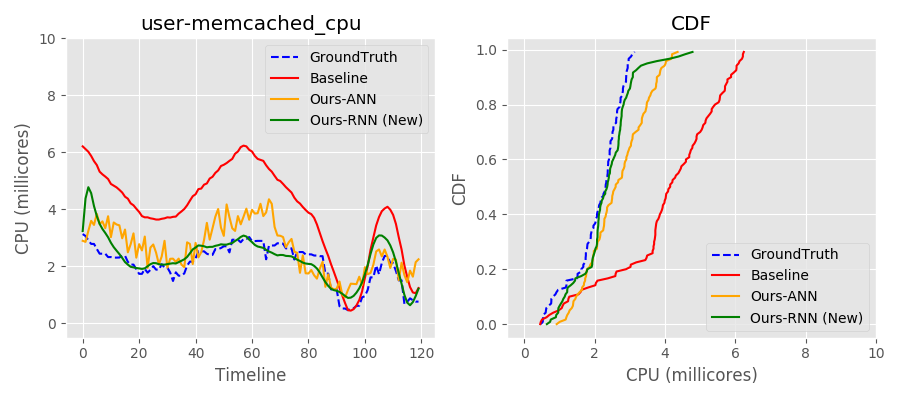 user-memcached_cpu
CPU (millicores)
10
8
6
4
2
0
GroundTruth
Baseline
Ours-ANN
Ours-RNN (New)
0 20 40 60 80 100 120
Timeline
CDF
CDF
1.0
0.8
0.6
0.4
0.2
0.0
GroundTruth
Baseline
Ours-ANN
Ours-RNN (New)
0 2 4 6 8 10
CPU (millicores)